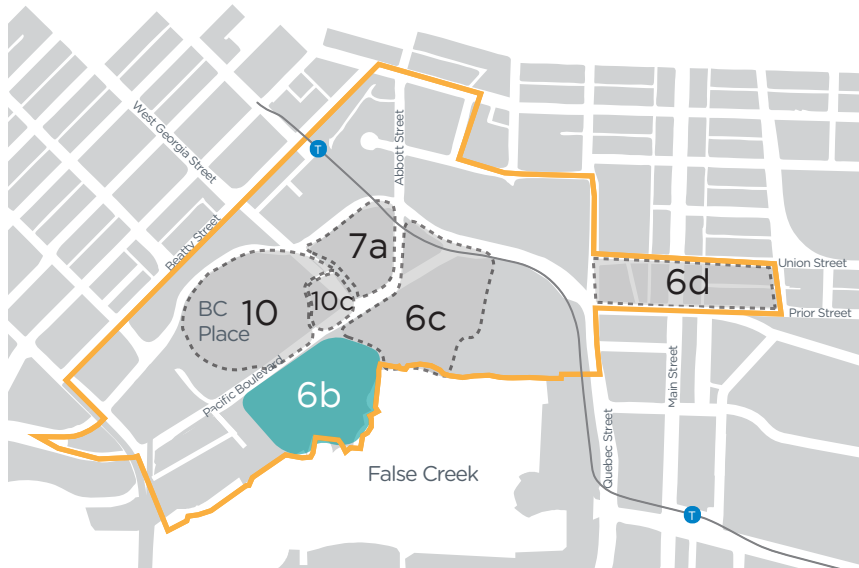 West Georgia Street
Abbott Street
T
Beatty Street
7a
Union Street
6d
BC
Place
10
10c
6c
Prior Street
Pacific Boulevard
6b
Main Street
Quebec Street
False Creek
T